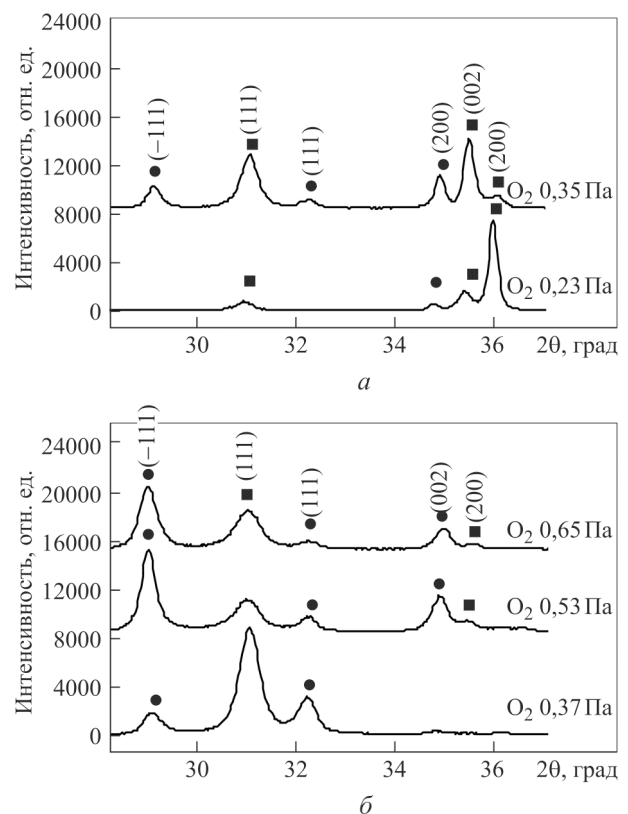 24000
20000
16000
12000
8000
4000
0
Интенсивность, отн. ед.
(−111)
(111)
(111)
(200)
(002)
(200)
O2 0,35 Па
O2 0,23 Па
30 32 34 36 2θ, град
а
24000
20000
16000
12000
8000
4000
0
Интенсивность, отн. ед.
(−111)
(111)
(111)
(002)
(200)
O2 0,65 Па
O2 0,53 Па
O2 0,37 Па
30 32 34 36 2θ, град
б